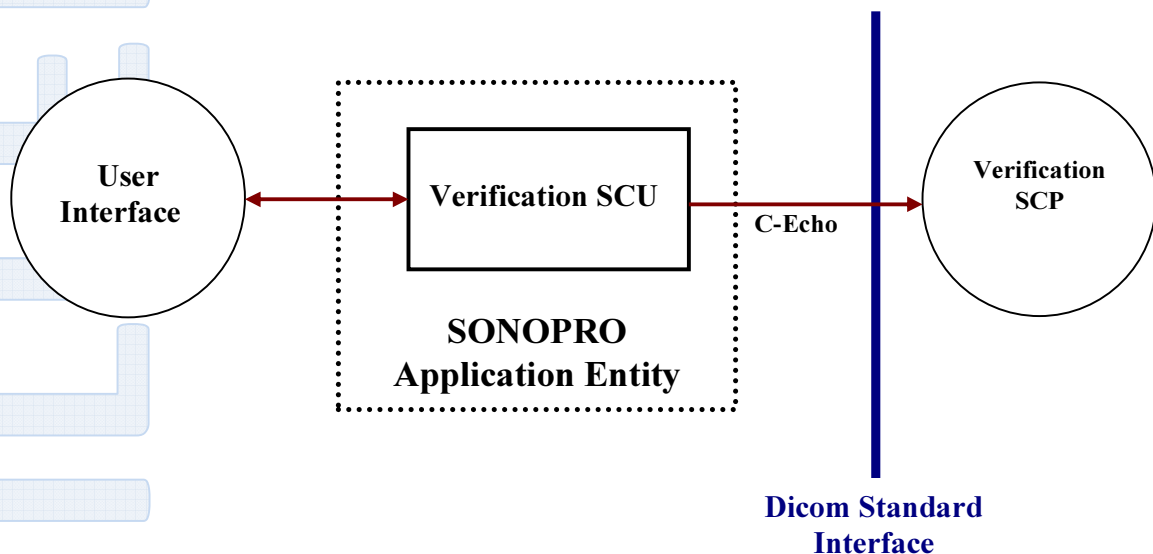 User
Interface
Verification SCU
C-Echo
Verification
SCP
SONOPRO
Application Entity
Dicom Standard
Interface